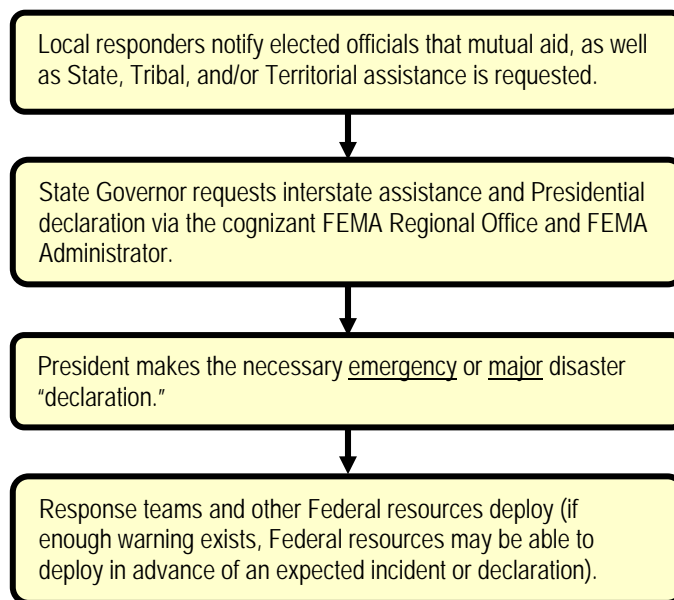 Local responders notify elected officials that mutual aid, as well
as State, Tribal, and/or Territorial assistance is requested.
State Governor requests interstate assistance and Presidential
declaration via the cognizant FEMA Regional Office and FEMA
Administrator.
President makes the necessary emergency or major disaster
“declaration.”
Response teams and other Federal resources deploy (if
enough warning exists, Federal resources may be able to
deploy in advance of an expected incident or declaration).